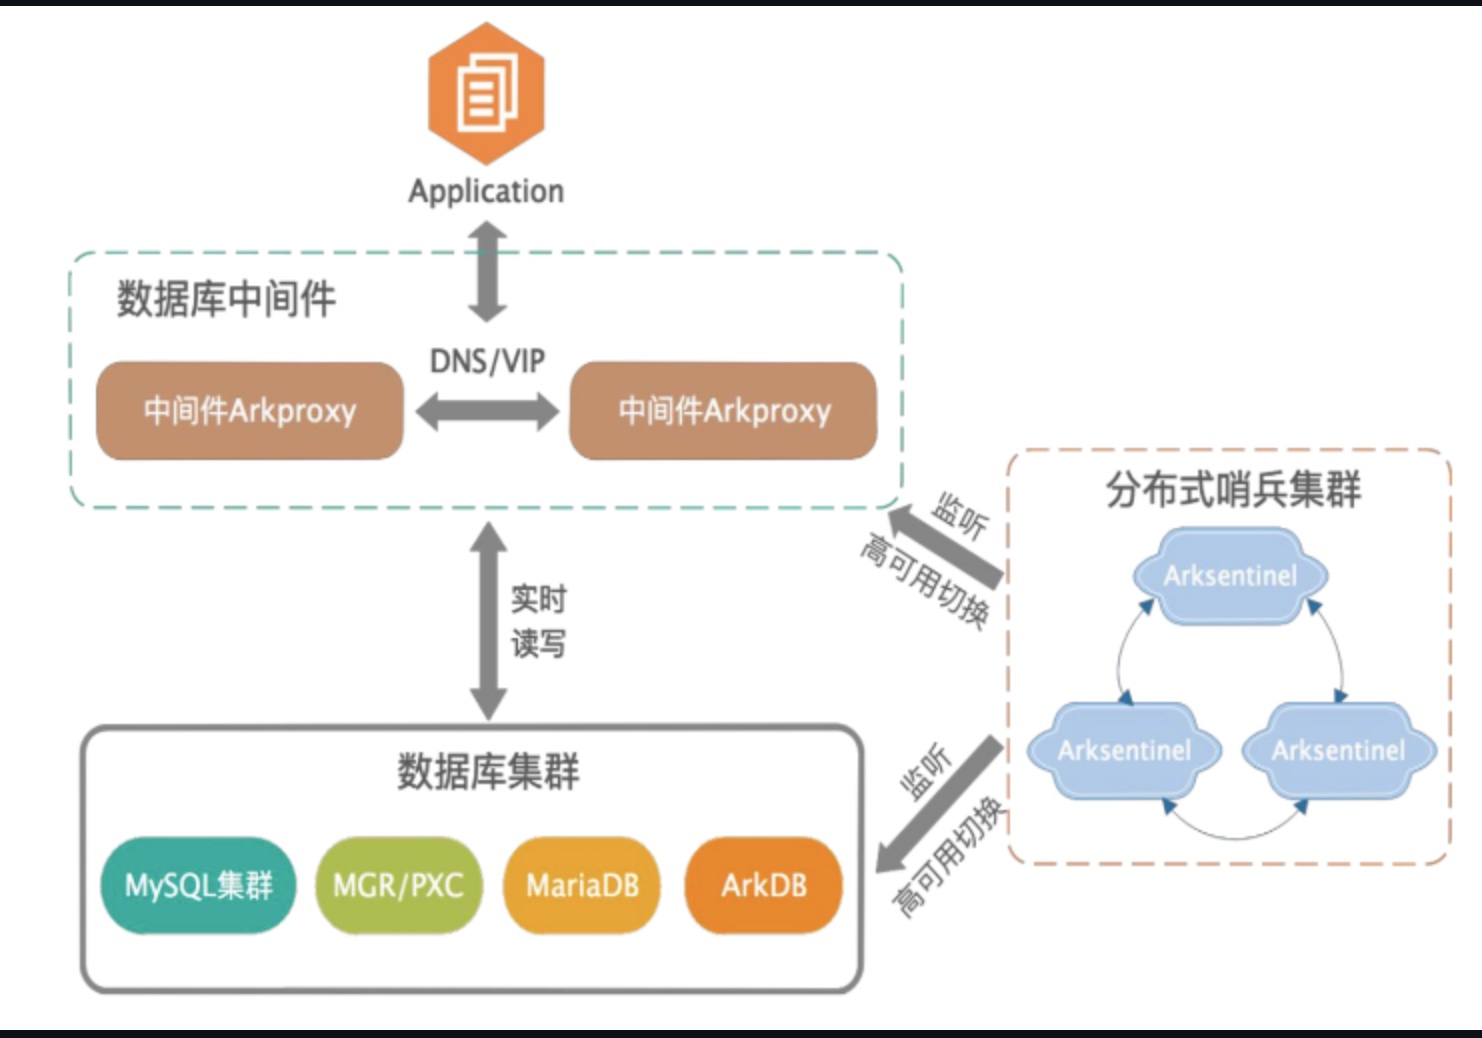 Application
数据库中间件
DNS/VIP
中间件Arkproxy
中间件Arkproxy
监听
高可用切换
分布式哨兵集群
Arksentinel
Arksentinel
Arksentinel
实时
读写
监听
高可用切换
数据库集群
MySQL集群
MGR/PXC
MariaDB
ArkDB